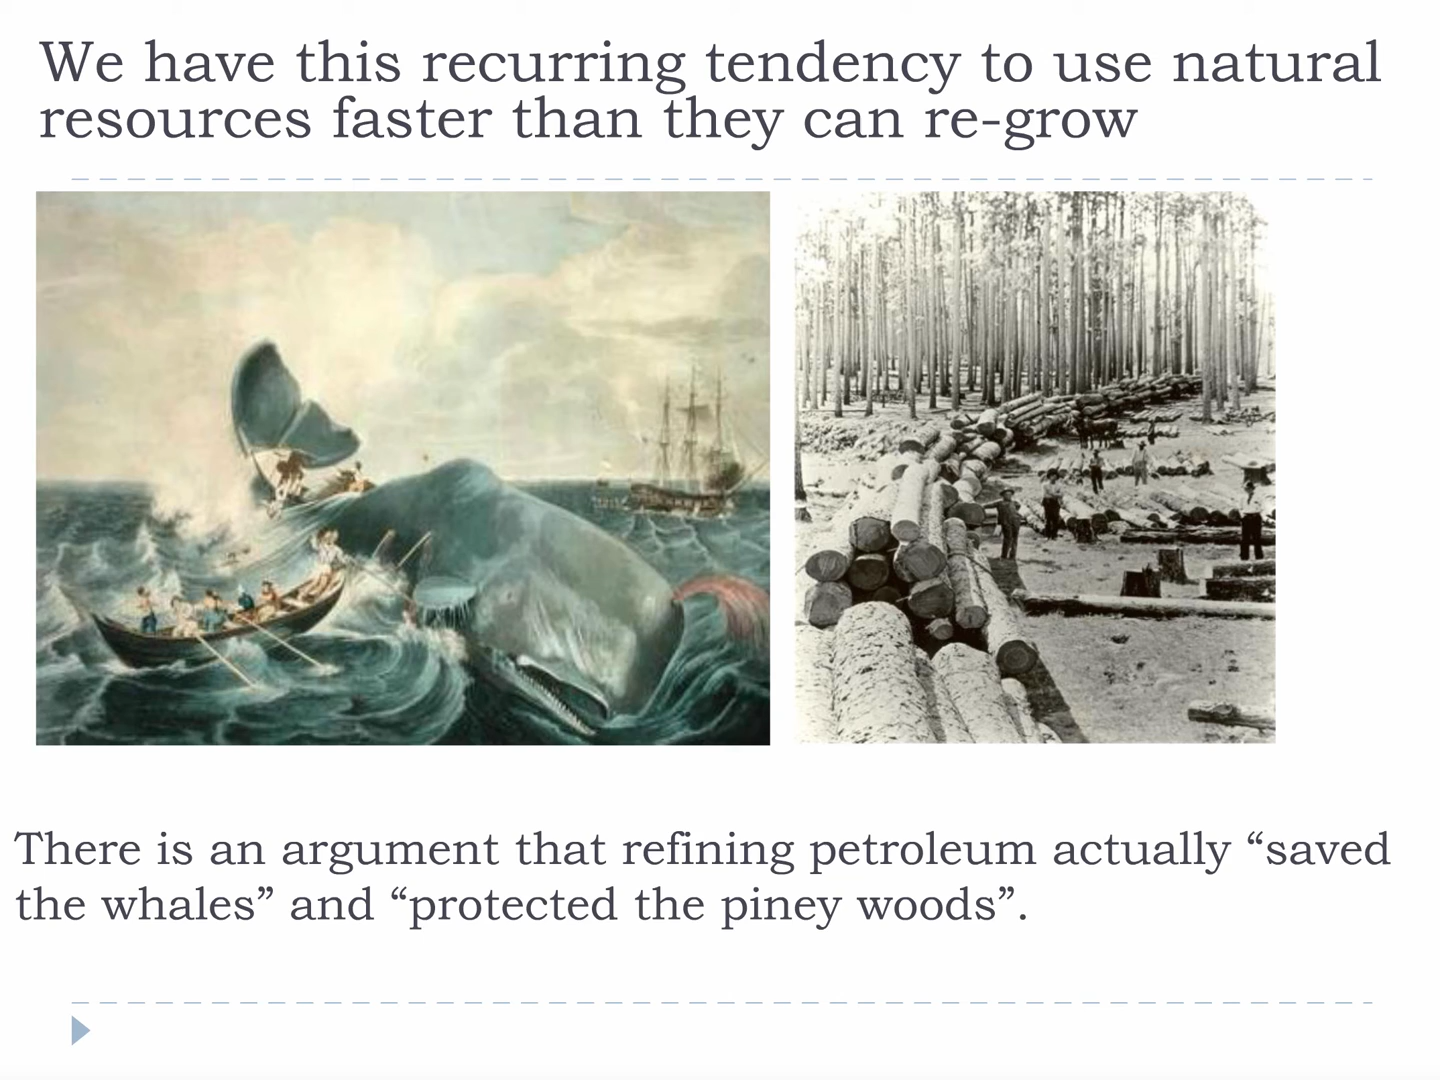 We have this recurring tendency to use natural
resources faster than they can re-grow
There is an argument that refining petroleum actually “saved
the whales” and “protected the piney woods”.